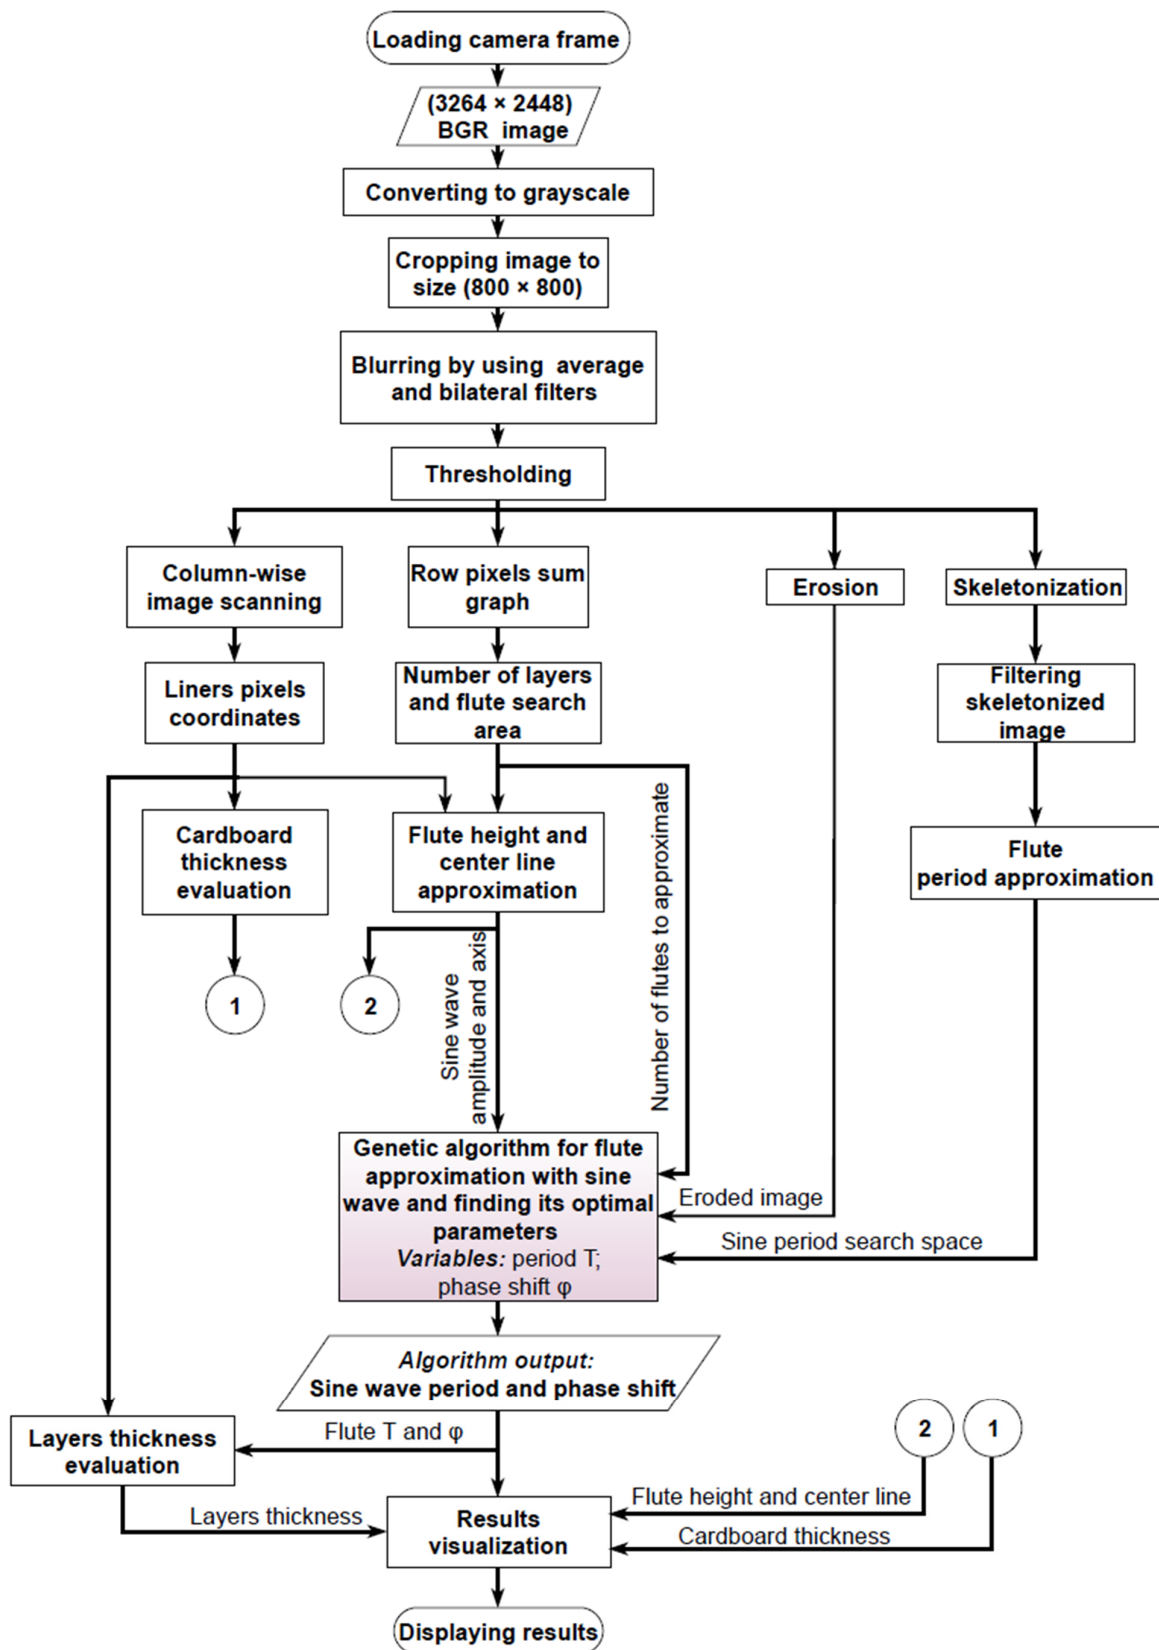 Loading camera frame
(3264 × 2448)
BGR image
Converting to grayscale
Cropping image to
size (800 × 800)
Blurring by using average
and bilateral filters
Thresholding
Column-wise
image scanning
Row pixels sum
graph
Erosion
Skeletonization
Liners pixels
coordinates
Number of layers
and flute search
area
Filtering
skeletonized
image
Cardboard
thickness
evaluation
Flute height and
center line
approximation
Number of flutes to approximate
Flute
period approximation
1
2
Sine wave
amplitude and axis
Genetic algorithm for flute
approximation with sine
wave and finding its optimal
parameters
Variables: period T;
phase shift φ
Eroded image
Sine period search space
Algorithm output:
Sine wave period and phase shift
Flute T and φ
Layers thickness
evaluation
2
1
Layers thickness
Results
visualization
Flute height and center line
Cardboard thickness
Displaying results